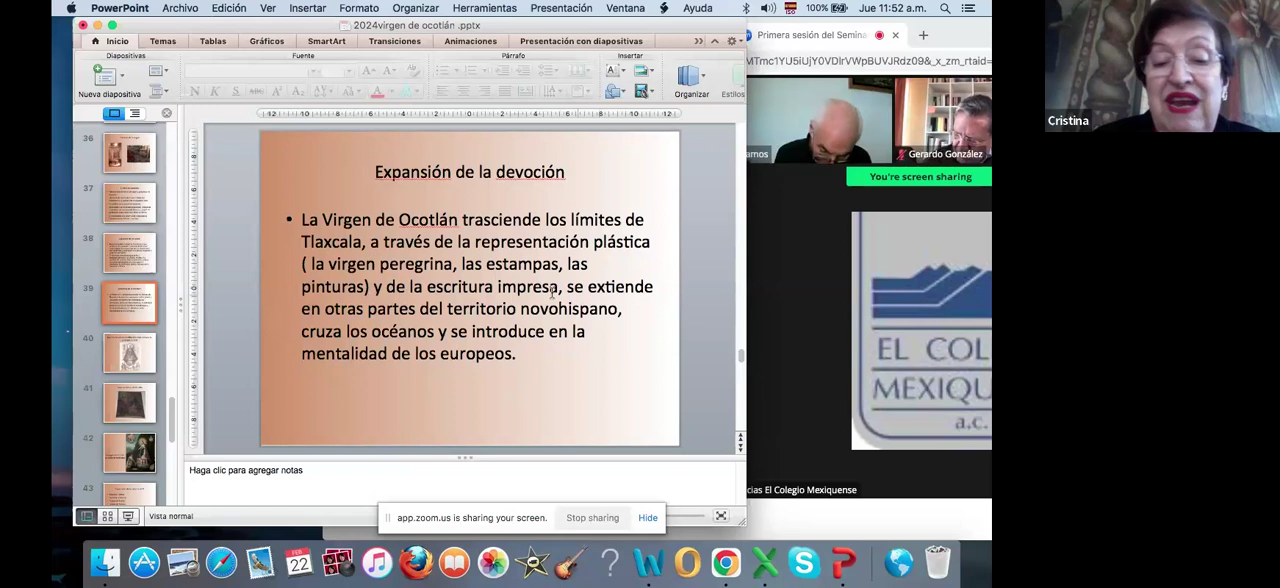 PowerPoint Archivo Edición Ver Insertar Formato Organizar Herramientas Presentación Ventana Ayuda 100% Jue 11:52 a.m.
2024virgen de ocotlán .pptx
Inicio Temas Tablas Gráficos SmartArt Transiciones Animaciones Presentación con diapositivas
Diapositivas Fuente Párrafo Insertar
Nueva diapositiva Organizar Estilos
Primera sesión del Semina
Cristina
Gerardo González
You're screen sharing
36
37
38
39
40
41
42
43
Expansión de la devoción
• La Virgen de Ocotlán trasciende los límites de
Tlaxcala, a través de la representación plástica
( la virgen peregrina, las estampas, las
pinturas) y de la escritura impresa, se extiende
en otras partes del territorio novohispano,
cruza los océanos y se introduce en la
mentalidad de los europeos.
EL COL
MEXIQUE
a.c.
Haga clic para agregar notas
cias El Colegio Mexiquense
app.zoom.us is sharing your screen. Stop sharing Hide
Vista normal
FEB
22